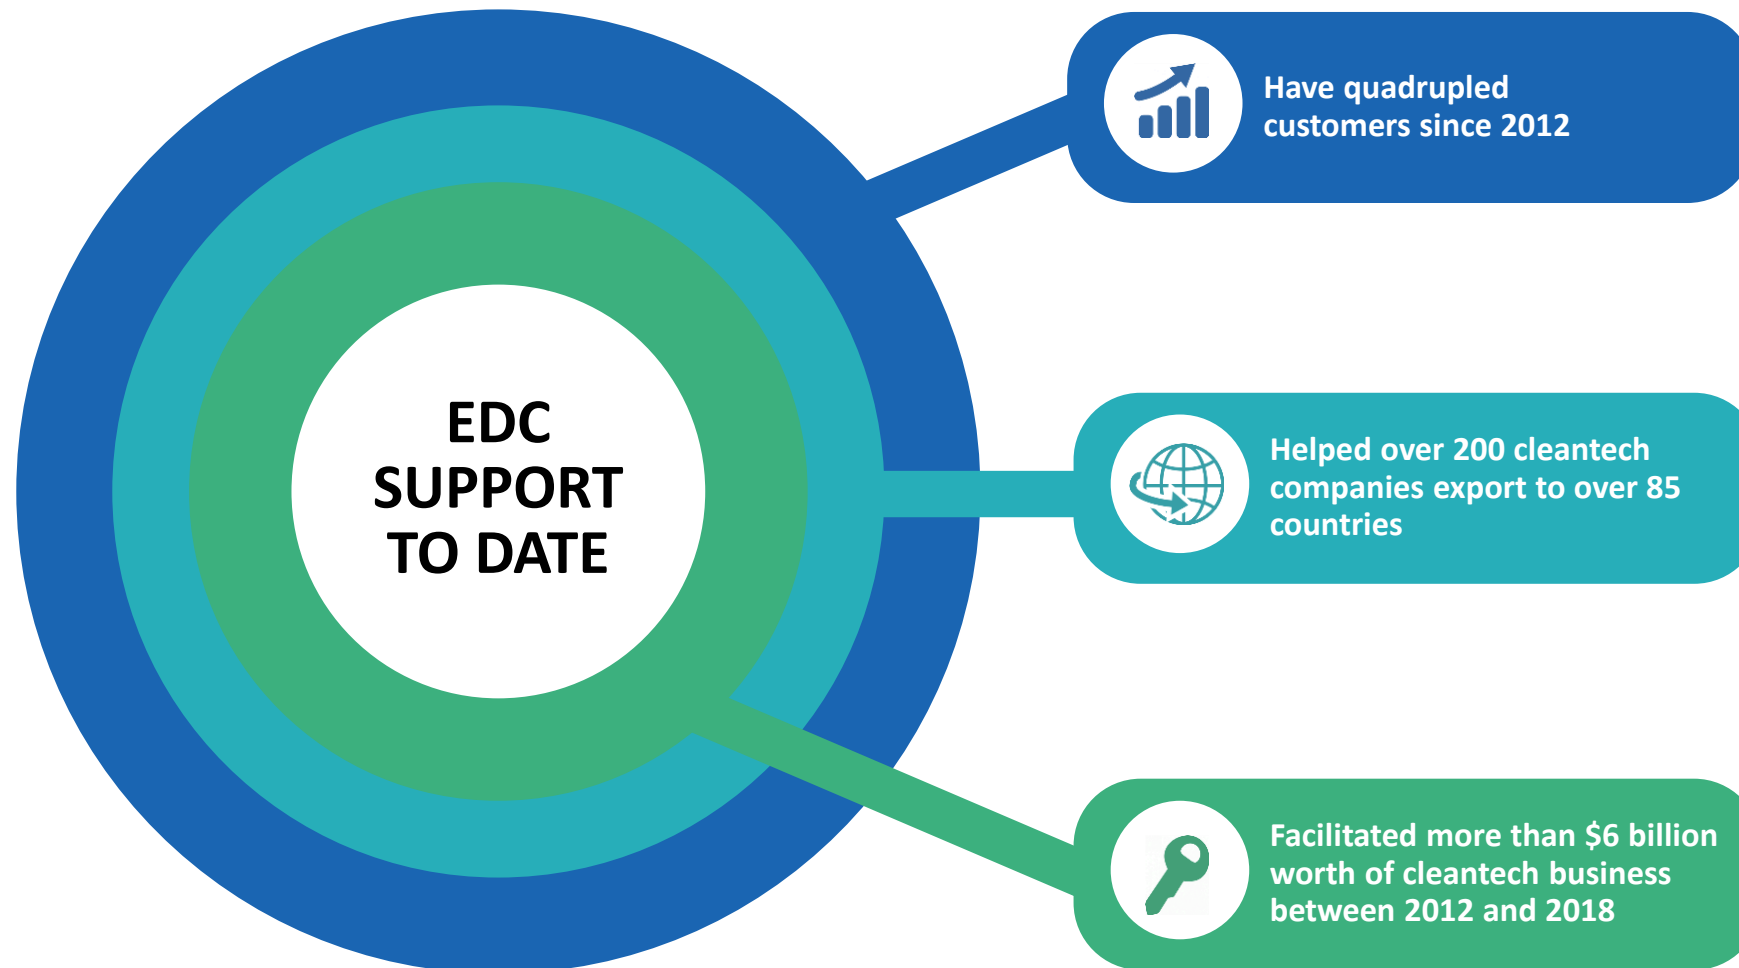 EDC
SUPPORT
TO DATE
Have quadrupled
customers since 2012
Helped over 200 cleantech
companies export to over 85
countries
Facilitated more than $6 billion
worth of cleantech business
between 2012 and 2018